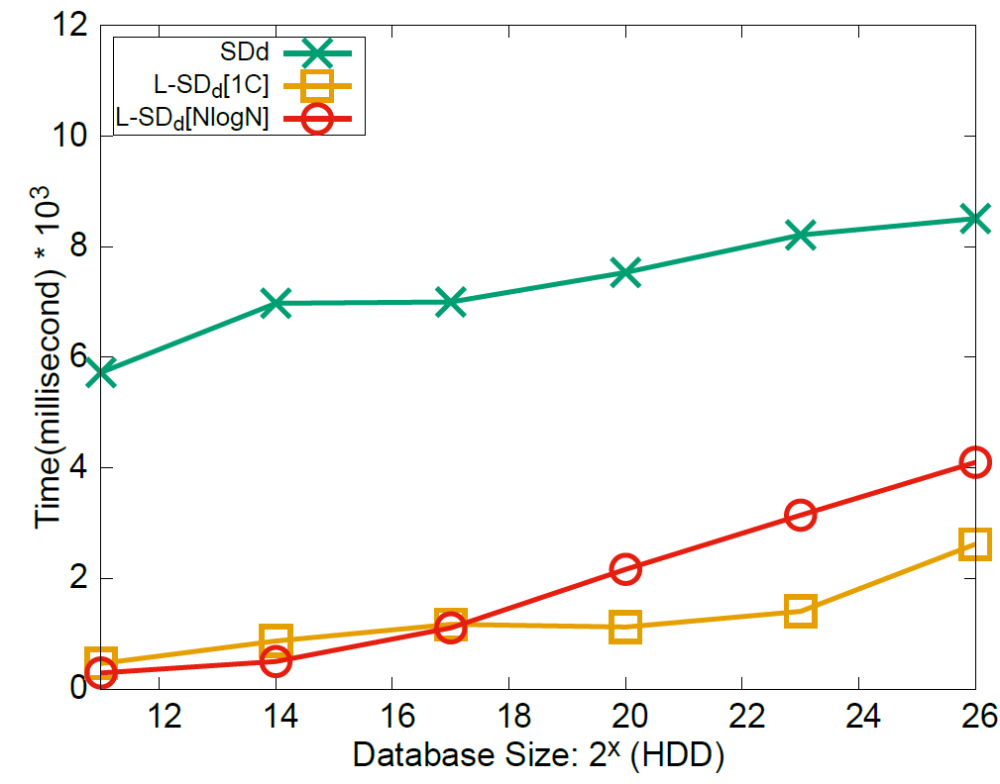 12
10
8
6
4
2
0
SDd
L-SDd[1C]
L-SDd[NlogN]
Time(millisecond) * 10³
12 14 16 18 20 22 24 26
Database Size: 2ˣ (HDD)